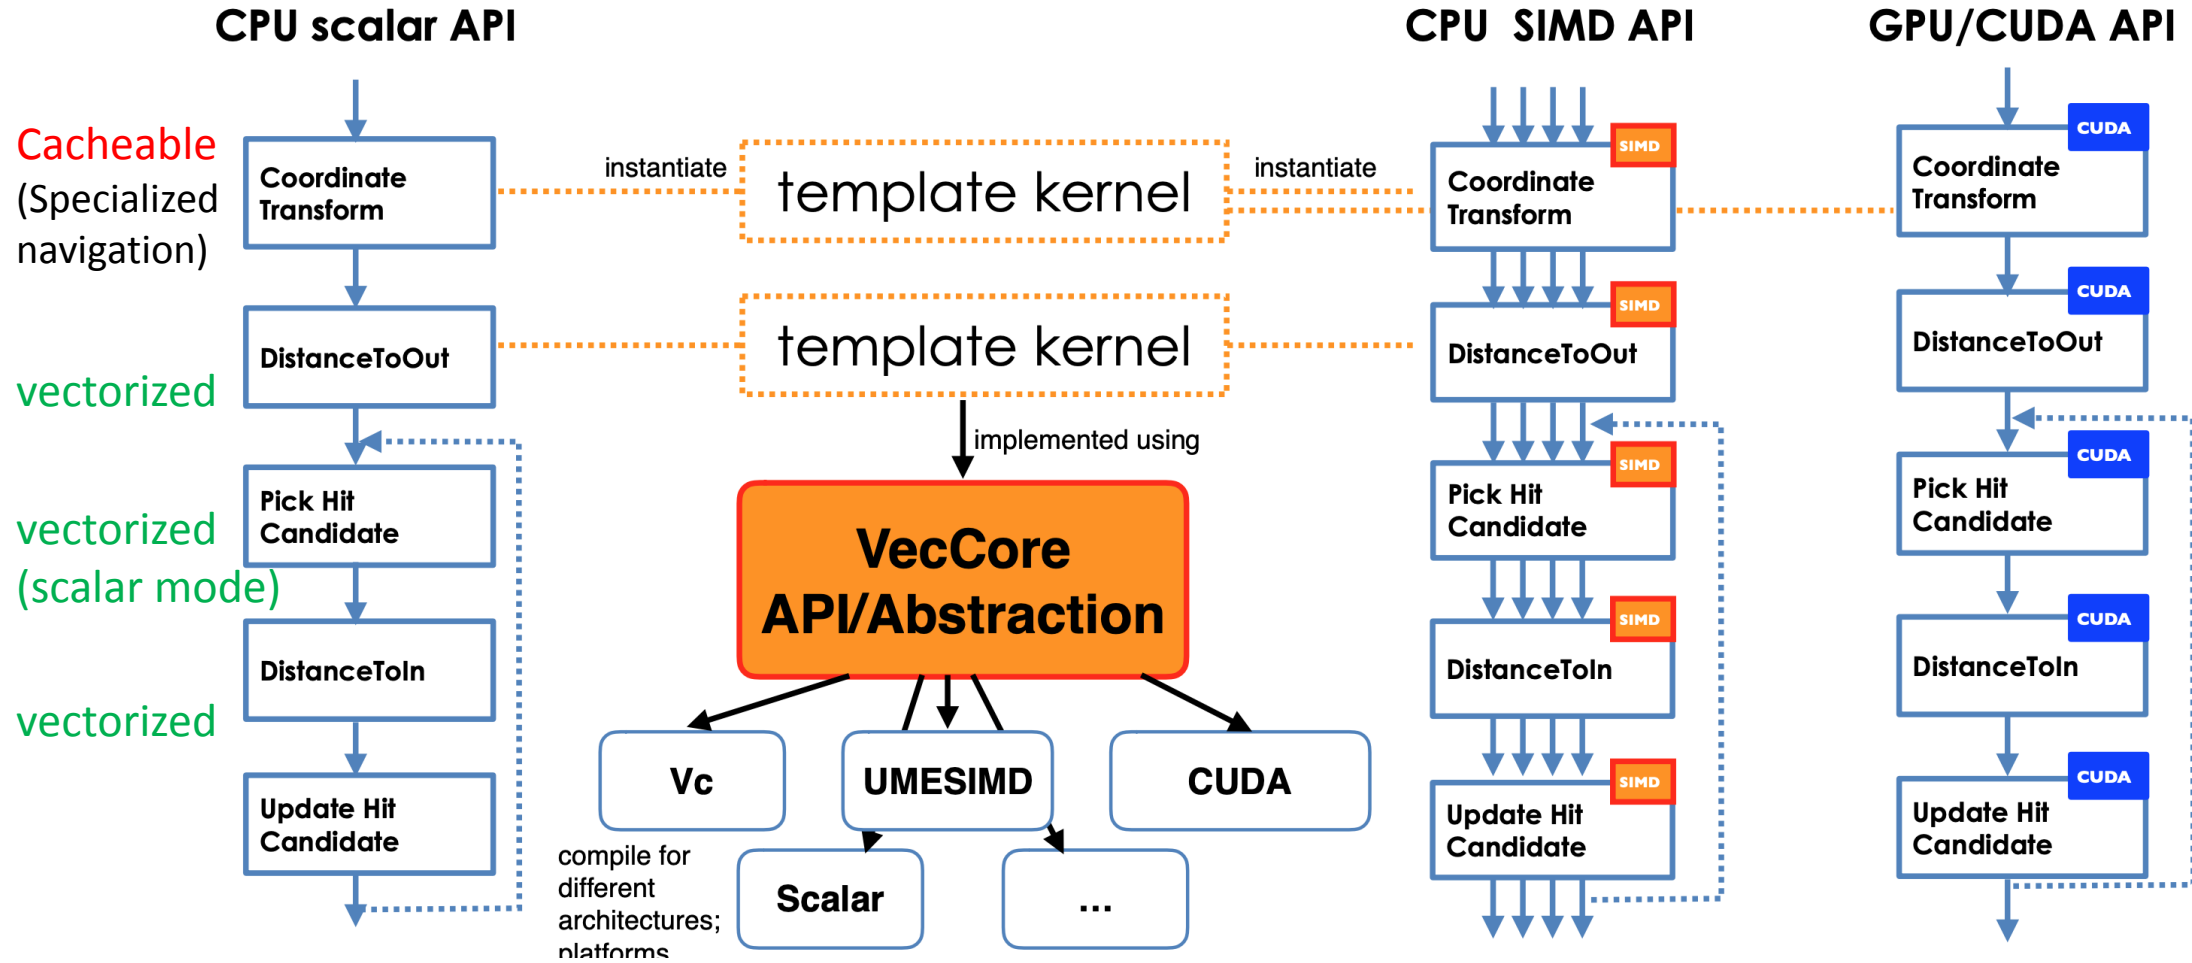 CPU scalar API
CPU SIMD API
GPU/CUDA API
Cacheable
(Specialized
navigation)
vectorized
vectorized
(scalar mode)
vectorized
Coordinate
Transform
DistanceToOut
Pick Hit
Candidate
DistanceToIn
Update Hit
Candidate
instantiate
template kernel
instantiate
template kernel
implemented using
VecCore
API/Abstraction
Vc
UMESIMD
CUDA
Scalar
...
compile for
different
architectures;
platforms
SIMD
Coordinate
Transform
SIMD
DistanceToOut
SIMD
Pick Hit
Candidate
SIMD
DistanceToIn
SIMD
Update Hit
Candidate
CUDA
Coordinate
Transform
CUDA
DistanceToOut
CUDA
Pick Hit
Candidate
CUDA
DistanceToIn
CUDA
Update Hit
Candidate